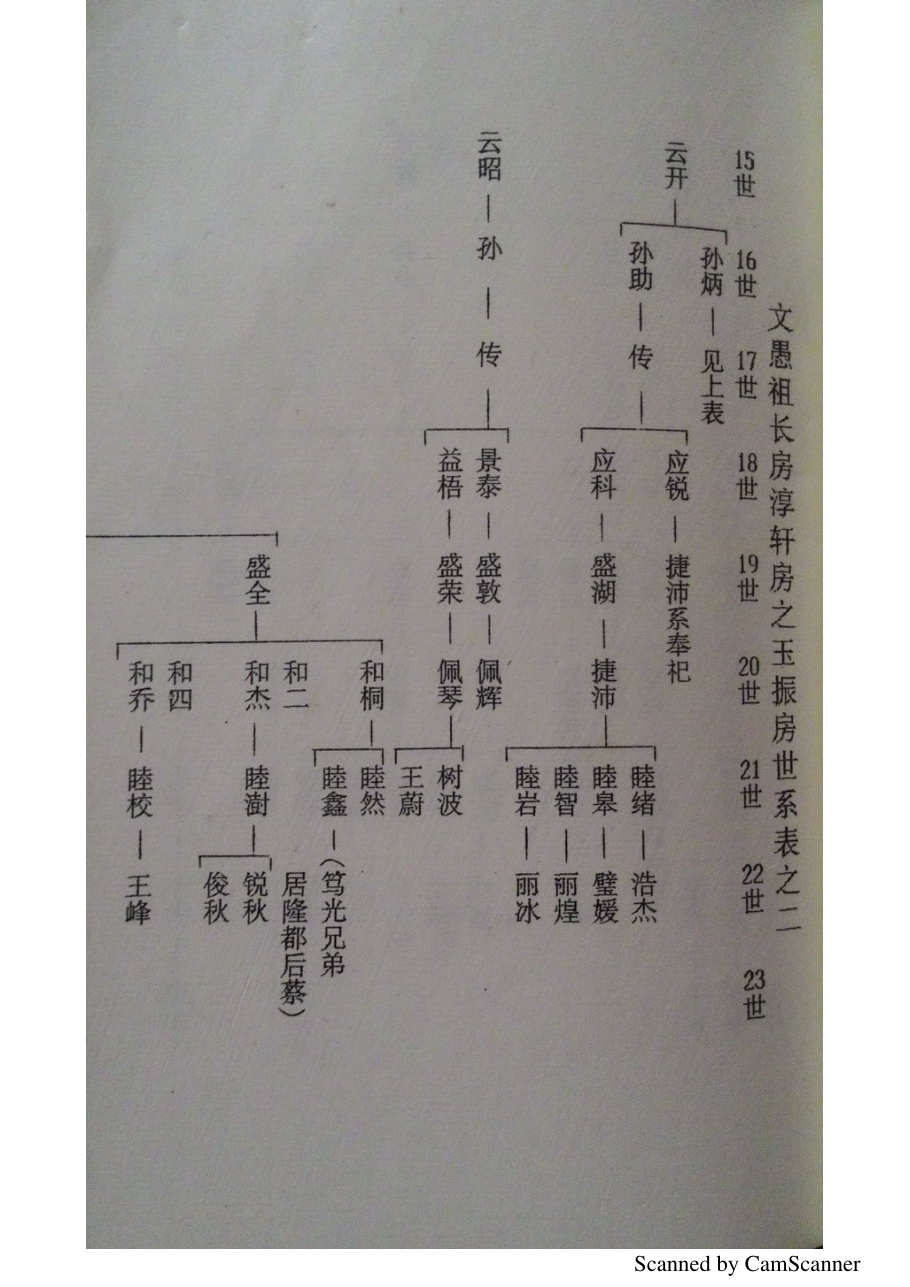 文愚祖长房淳轩房之玉振房世系表之二
15世
16世
17世
18世
19世
20世
21世
22世
23世
云开
孙炳
见上表
孙助
传
应锐
捷沛系奉祀
应科
盛湖
捷沛
睦绪
浩杰
睦皋
璧媛
睦智
丽煌
睦岩
丽冰
云昭
孙
传
景泰
盛敦
佩辉
益梧
盛荣
佩琴
树波
王蔚
盛全
和桐
睦然
睦鑫
(笃光兄弟
居隆都后蔡)
和二
和杰
睦澍
锐秋
俊秋
和四
和乔
睦校
王峰
Scanned by CamScanner